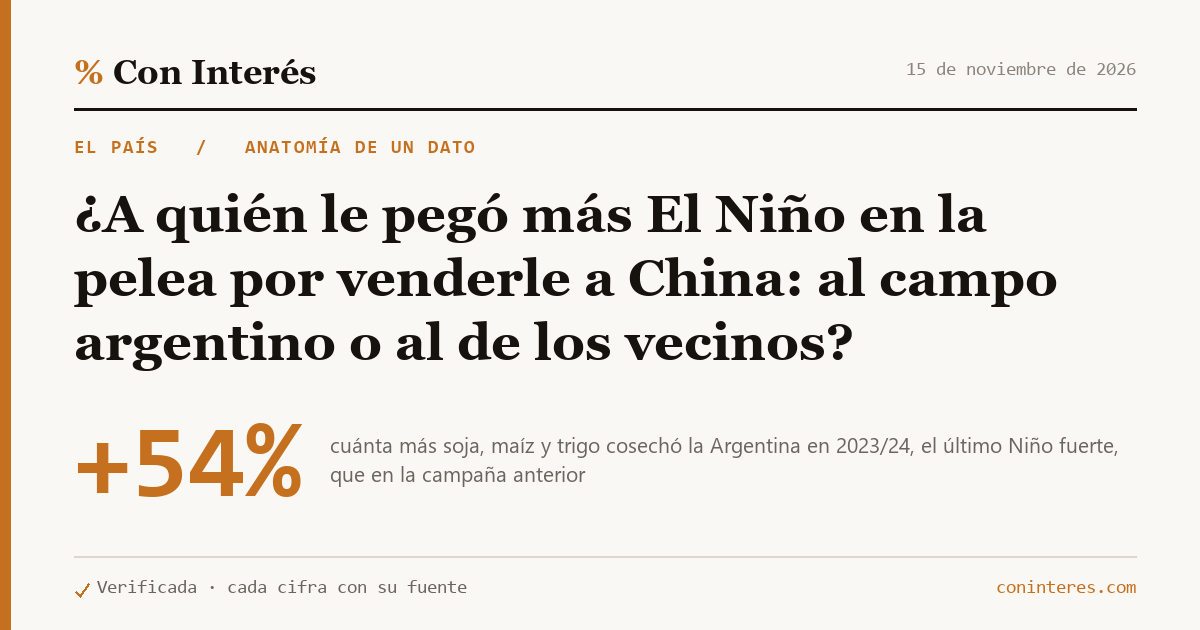 % Con Interés
15 de noviembre de 2026
EL PAÍS / ANATOMÍA DE UN DATO
¿A quién le pegó más El Niño en la
pelea por venderle a China: al campo
argentino o al de los vecinos?
+54%
cuánta más soja, maíz y trigo cosechó la Argentina en 2023/24, el último Niño fuerte,
que en la campaña anterior
✓ Verificada · cada cifra con su fuente
coninteres.com